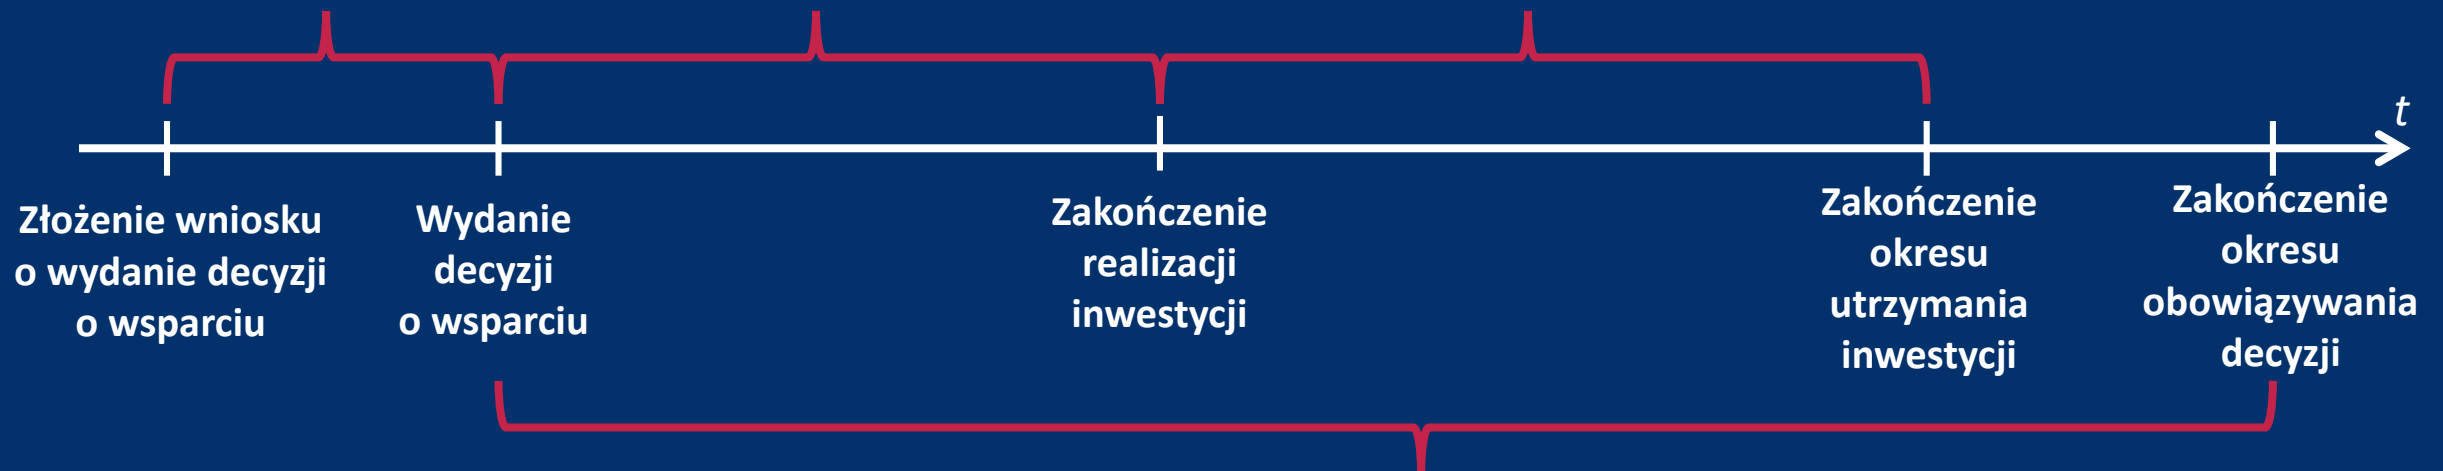 t
Złożenie wniosku
o wydanie decyzji
o wsparciu
Wydanie
decyzji
o wsparciu
Zakończenie
realizacji
inwestycji
Zakończenie
okresu
utrzymania
inwestycji
Zakończenie
okresu
obowiązywania
decyzji